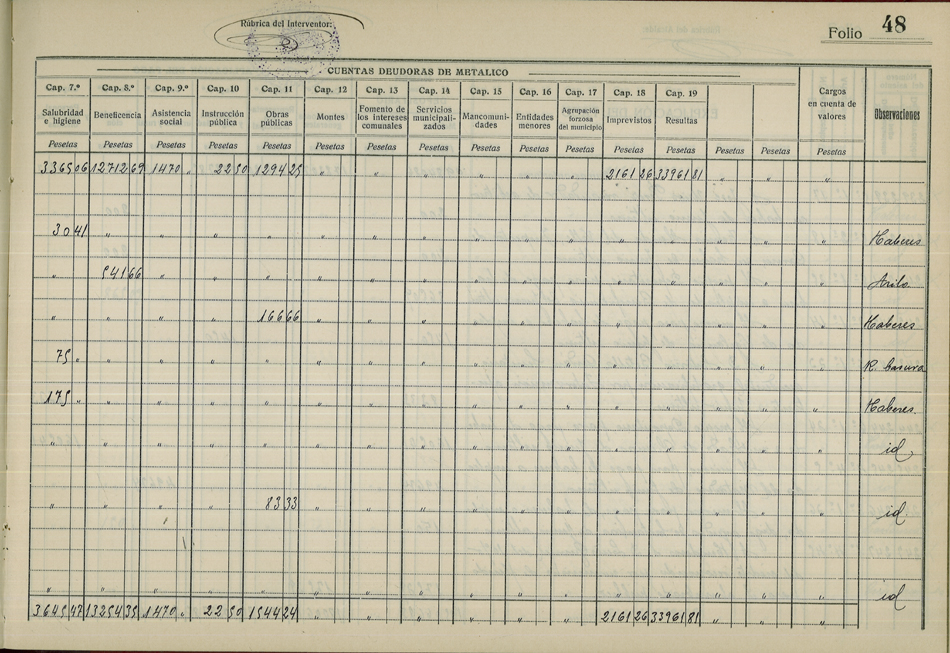 Rúbrica del Interventor:
Folio 48
CUENTAS DEUDORAS DE METALICO
Cap. 7.º Cap. 8.º Cap. 9.º Cap. 10 Cap. 11 Cap. 12 Cap. 13 Cap. 14 Cap. 15 Cap. 16 Cap. 17 Cap. 18 Cap. 19
Salubridad e higiene
Beneficencia
Asistencia social
Instrucción pública
Obras públicas
Montes
Fomento de los intereses comunales
Servicios municipalizados
Mancomunidades
Entidades menores
Agrupación forzosa del municipio
Imprevistos
Resultas
Cargos en cuenta de valores
Observaciones
Pesetas Pesetas Pesetas Pesetas Pesetas Pesetas Pesetas Pesetas Pesetas Pesetas Pesetas Pesetas Pesetas Pesetas Pesetas Pesetas
3365 06 12712 69 1470 " 22 50 1294 25 " " " " " " 2161 26 3396 81 " " "
30 41 " " " " " " " " " " " " " " " Haberes
" 541 66 " " " " " " " " " " " " " " Asilo.
" " " " 166 66 " " " " " " " " " " " Haberes
75 " " " " " " " " " " " " " " " " R. basura
175 " " " " " " " " " " " " " " " " Haberes.
" " " " " " " " " " " " " " " " id
" " " " 83 33 " " " " " " " " " " " id.
" " " " " " " " " " " " " " " " id
3645 47 13254 35 1470 " 22 50 1544 24 " " " " " " 2161 26 3396 81 " " "